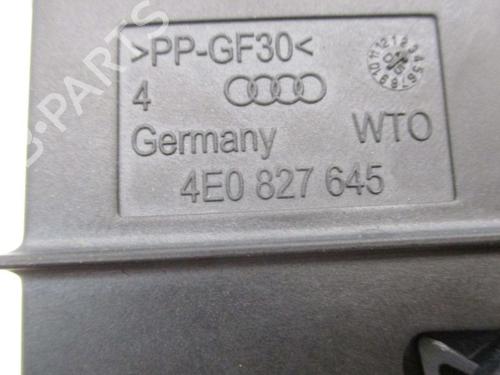 >PP-GF30<
4
Germany WTO
4E0 827 645
B-PARTS